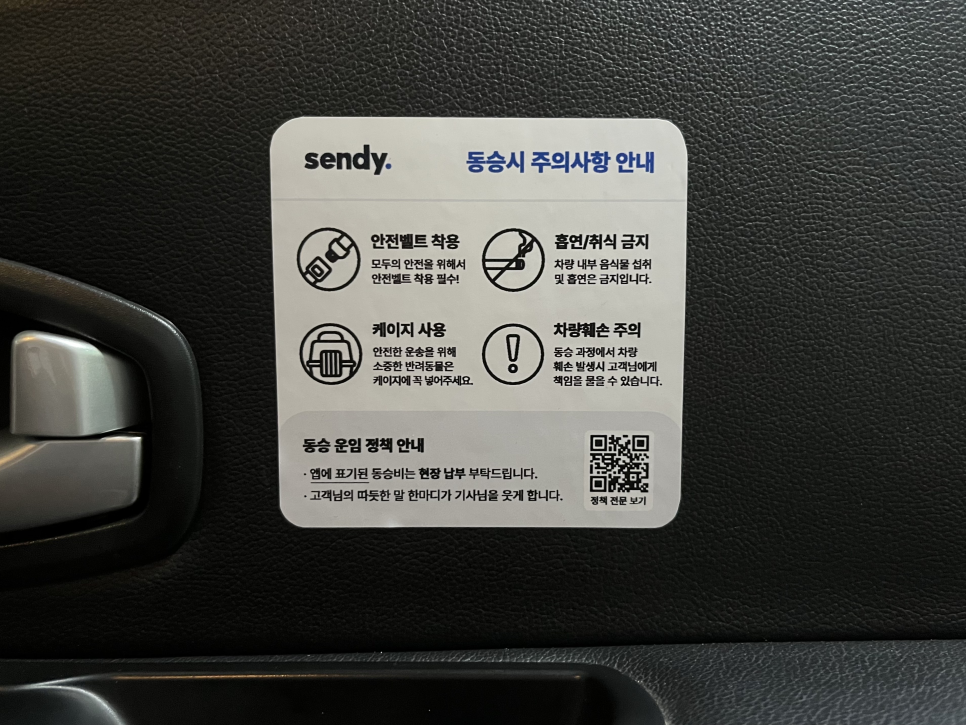 sendy.
동승시 주의사항 안내
안전벨트 착용
모두의 안전을 위해서
안전벨트 착용 필수!
흡연/취식 금지
차량 내부 음식물 섭취
및 흡연은 금지입니다.
케이지 사용
안전한 운송을 위해
소중한 반려동물은
케이지에 꼭 넣어주세요.
차량훼손 주의
동승 과정에서 차량
훼손 발생시 고객님에게
책임을 물을 수 있습니다.
동승 운임 정책 안내
· 앱에 표기된 동승비는 현장 납부 부탁드립니다.
· 고객님의 따듯한 말 한마디가 기사님을 웃게 합니다.
정책 전문 보기